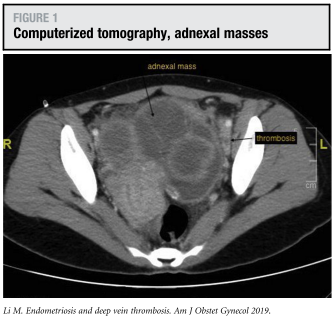 FIGURE 1
Computerized tomography, adnexal masses
adnexal mass
thrombosis
R
L
cm
Li M. Endometriosis and deep vein thrombosis. Am J Obstet Gynecol 2019.